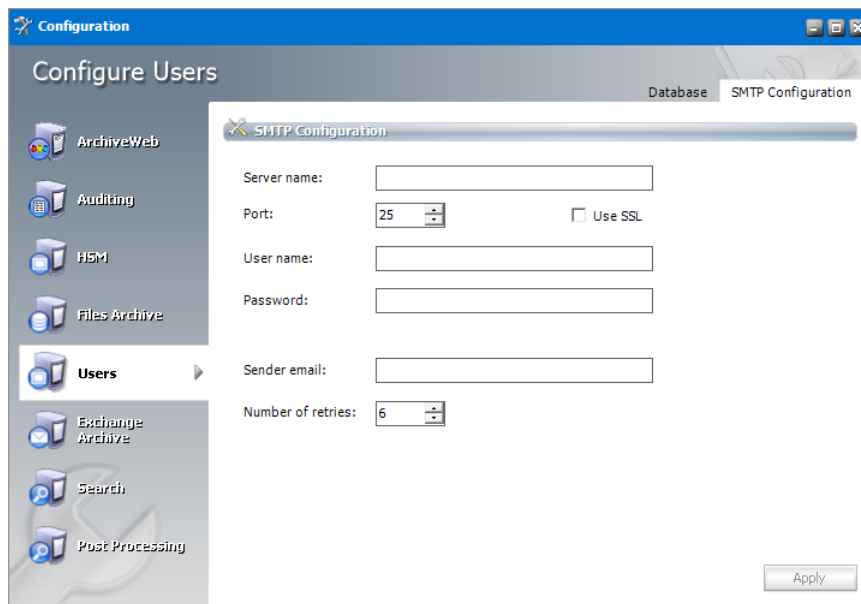 Configuration
Configure Users
Database SMTP Configuration
SMTP Configuration
ArchiveWeb
Auditing
HSM
Files Archive
Users
Exchange
Archive
Search
Post Processing
Server name:
Port: 25 Use SSL
User name:
Password:
Sender email:
Number of retries: 6
Apply